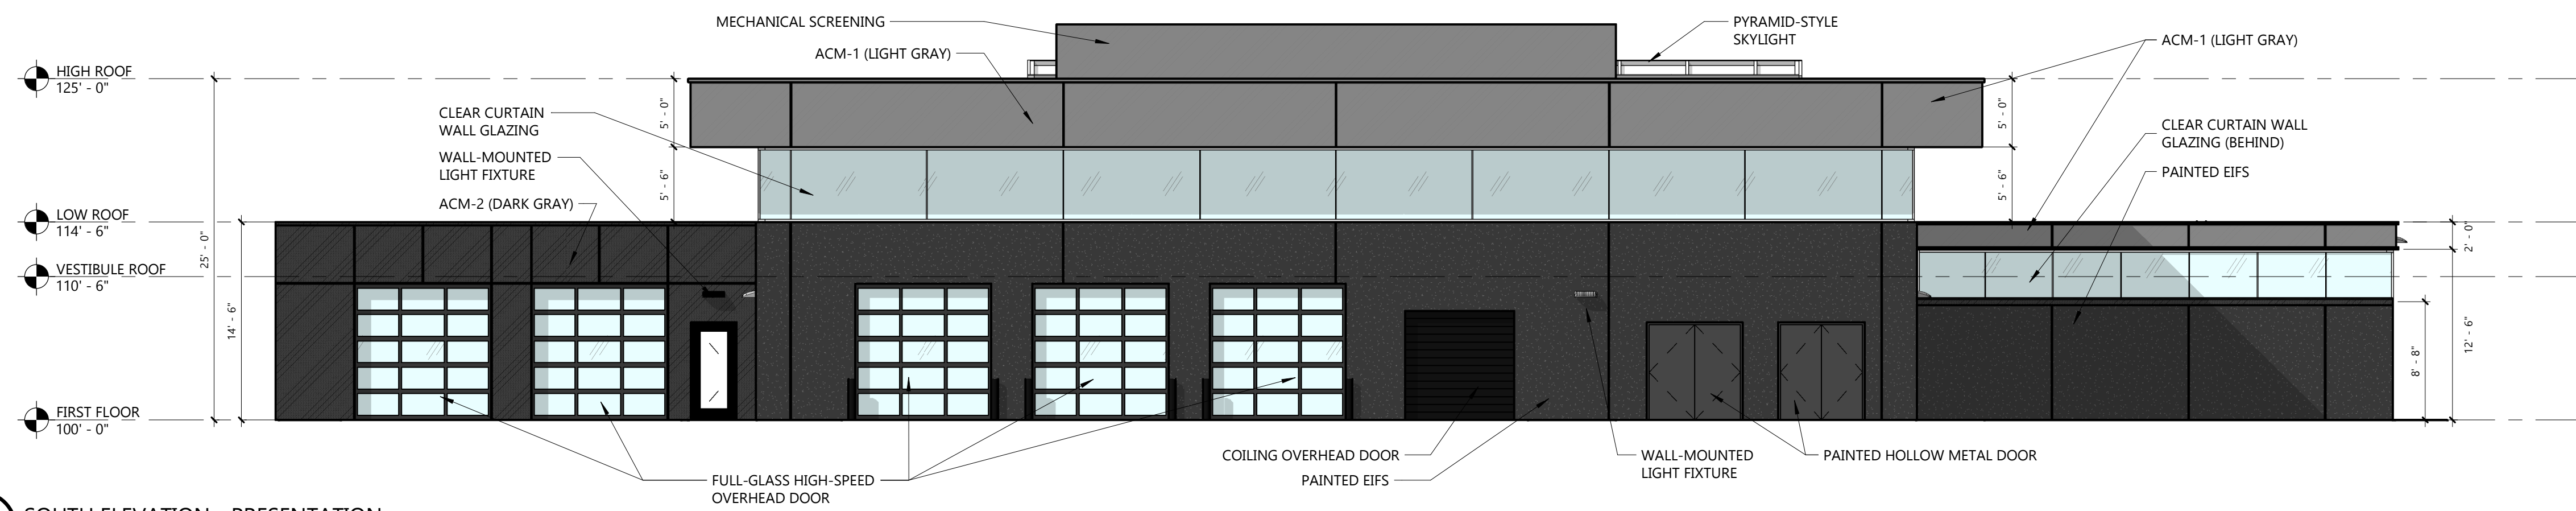 MECHANICAL SCREENING
PYRAMID-STYLE
SKYLIGHT
ACM-1 (LIGHT GRAY)
ACM-1 (LIGHT GRAY)
HIGH ROOF
125' - 0"
CLEAR CURTAIN
WALL GLAZING
5' - 0"
5' - 0"
CLEAR CURTAIN WALL
GLAZING (BEHIND)
WALL-MOUNTED
LIGHT FIXTURE
PAINTED EIFS
5' - 6"
5' - 6"
ACM-2 (DARK GRAY)
LOW ROOF
114' - 6"
25' - 0"
2' - 0"
VESTIBULE ROOF
110' - 6"
14' - 6"
12' - 6"
8' - 8"
FIRST FLOOR
100' - 0"
COILING OVERHEAD DOOR
WALL-MOUNTED
LIGHT FIXTURE
PAINTED HOLLOW METAL DOOR
FULL-GLASS HIGH-SPEED
OVERHEAD DOOR
PAINTED EIFS
SOUTH ELEVATION - PRESENTATION